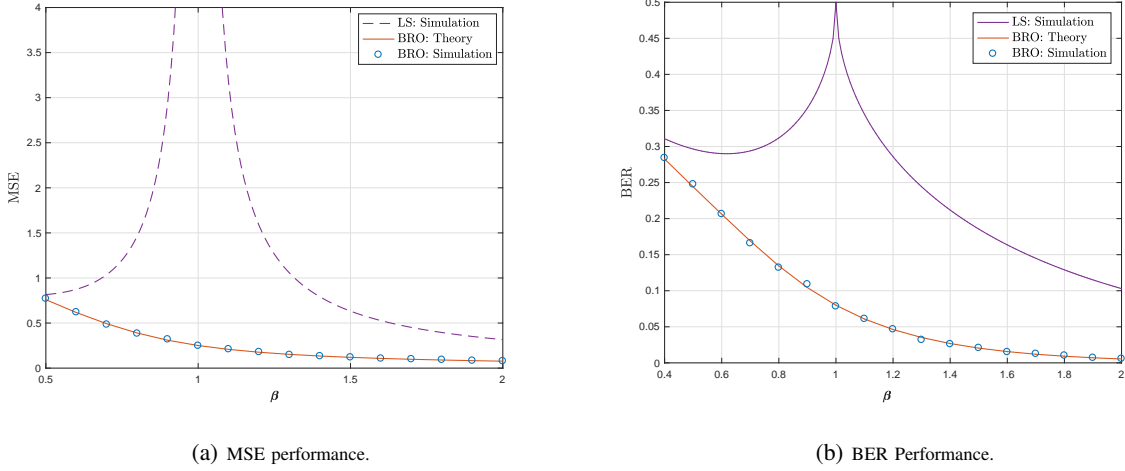 MSE
4
3.5
3
2.5
2
1.5
1
0.5
0
0.5
1
1.5
2
β
LS: Simulation
BRO: Theory
BRO: Simulation
(a) MSE performance.
BER
0.5
0.45
0.4
0.35
0.3
0.25
0.2
0.15
0.1
0.05
0
0.4
0.6
0.8
1
1.2
1.4
1.6
1.8
2
β
LS: Simulation
BRO: Theory
BRO: Simulation
(b) BER Performance.